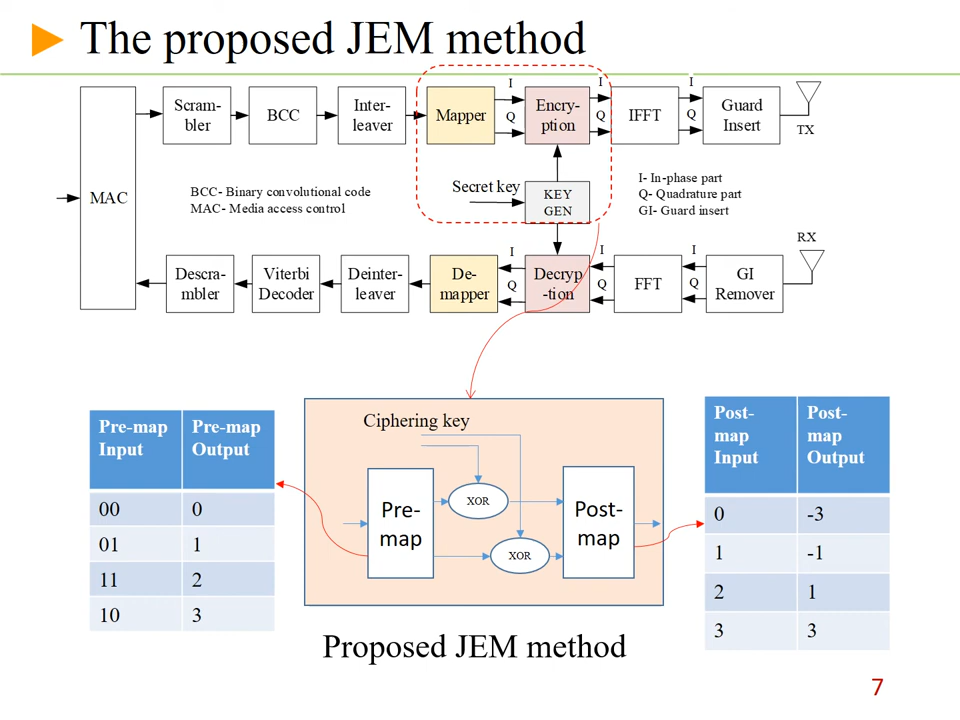 The proposed JEM method
MAC
Scram-
bler
BCC
Inter-
leaver
Mapper
I
Q
Encry-
ption
I
Q
IFFT
I
Q
Guard
Insert
TX
BCC- Binary convolutional code
MAC- Media access control
Secret key
KEY
GEN
I- In-phase part
Q- Quadrature part
GI- Guard insert
RX
Descra-
mbler
Viterbi
Decoder
Deinter-
leaver
De-
mapper
I
Q
Decryp
-tion
I
Q
FFT
I
Q
GI
Remover
Pre-map
Input
Pre-map
Output
00 0
01 1
11 2
10 3
Ciphering key
Pre-
map
XOR
XOR
Post-
map
Post-
map
Input
Post-
map
Output
0 -3
1 -1
2 1
3 3
Proposed JEM method
7